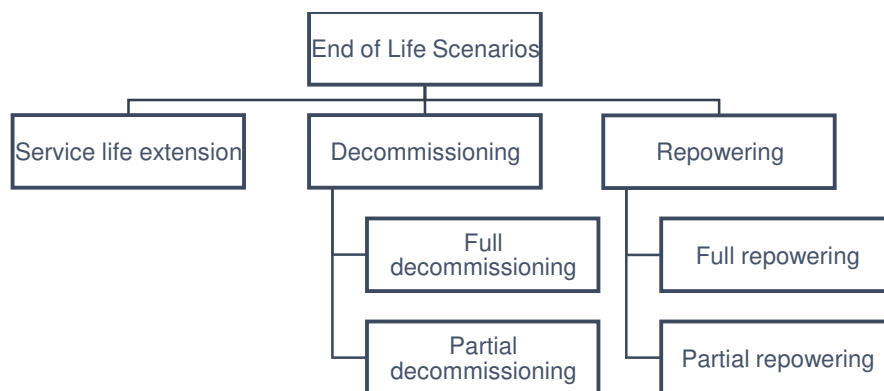 End of Life Scenarios
Service life extension
Decommissioning
Repowering
Full
decommissioning
Full repowering
Partial
decommissioning
Partial repowering